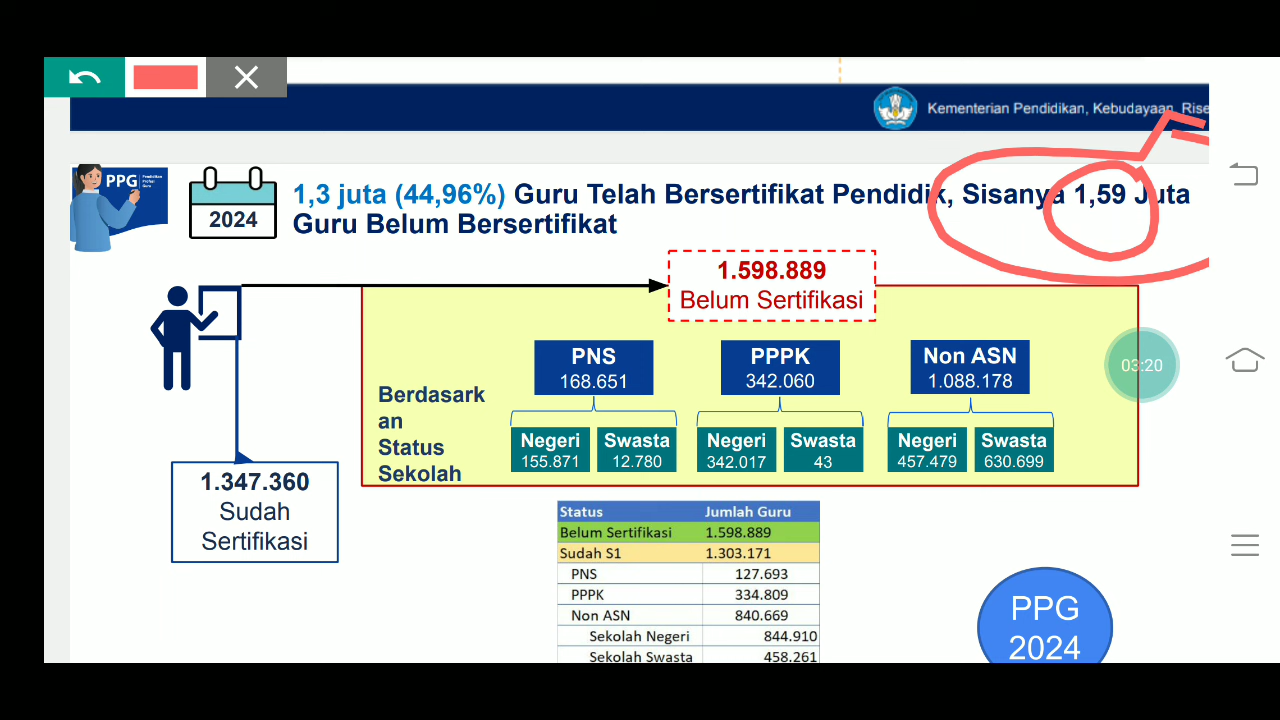 Kementerian Pendidikan, Kebudayaan, Rise
PPG Pendidikan Profesi Guru
2024
1,3 juta (44,96%) Guru Telah Bersertifikat Pendidik, Sisanya 1,59 Juta
Guru Belum Bersertifikat
1.598.889
Belum Sertifikasi
PNS
168.651
PPPK
342.060
Non ASN
1.088.178
03:20
Berdasark
an
Status
Sekolah
Negeri
155.871
Swasta
12.780
Negeri
342.017
Swasta
43
Negeri
457.479
Swasta
630.699
1.347.360
Sudah
Sertifikasi
Status Jumlah Guru
Belum Sertifikasi 1.598.889
Sudah S1 1.303.171
PNS 127.693
PPPK 334.809
Non ASN 840.669
Sekolah Negeri 844.910
Sekolah Swasta 458.261
PPG
2024